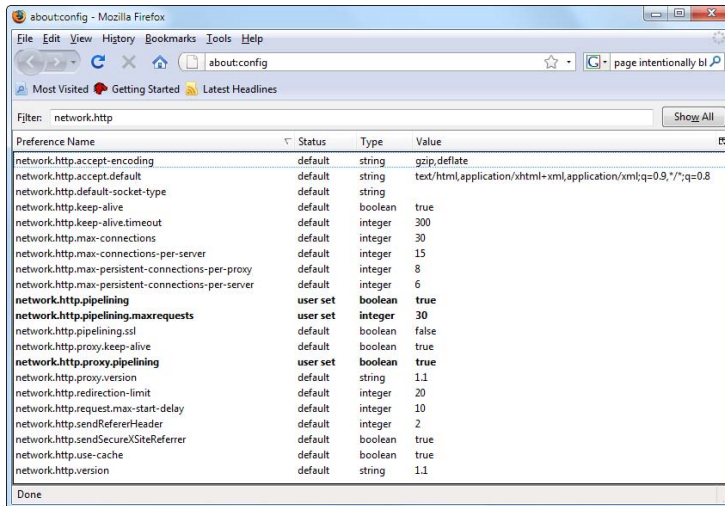 about:config - Mozilla Firefox
File Edit View History Bookmarks Tools Help
about:config
G page intentionally bl
Most Visited Getting Started Latest Headlines
Filter: network.http Show All
Preference Name Status Type Value
network.http.accept-encoding default string gzip,deflate
network.http.accept.default default string text/html,application/xhtml+xml,application/xml;q=0.9,*/*;q=0.8
network.http.default-socket-type default string
network.http.keep-alive default boolean true
network.http.keep-alive.timeout default integer 300
network.http.max-connections default integer 30
network.http.max-connections-per-server default integer 15
network.http.max-persistent-connections-per-proxy default integer 8
network.http.max-persistent-connections-per-server default integer 6
network.http.pipelining user set boolean true
network.http.pipelining.maxrequests user set integer 30
network.http.pipelining.ssl default boolean false
network.http.proxy.keep-alive default boolean true
network.http.proxy.pipelining user set boolean true
network.http.proxy.version default string 1.1
network.http.redirection-limit default integer 20
network.http.request.max-start-delay default integer 10
network.http.sendRefererHeader default integer 2
network.http.sendSecureXSiteReferrer default boolean true
network.http.use-cache default boolean true
network.http.version default string 1.1
Done